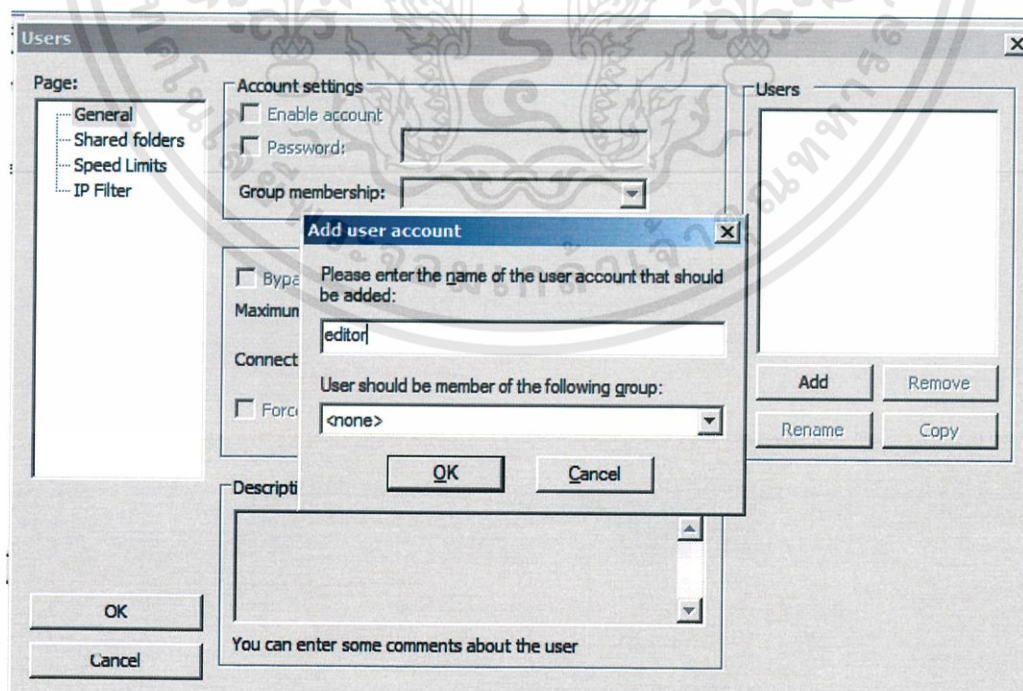 Users
Page:
General
Shared folders
Speed Limits
IP Filter
Account settings
Enable account
Password:
Group membership:
Users
Add user account
Please enter the name of the user account that should
be added:
editor
User should be member of the following group:
<none>
OK
Cancel
Bypa
Maximum
Connect
Forc
Add
Remove
Rename
Copy
Descripti
You can enter some comments about the user
OK
Cancel